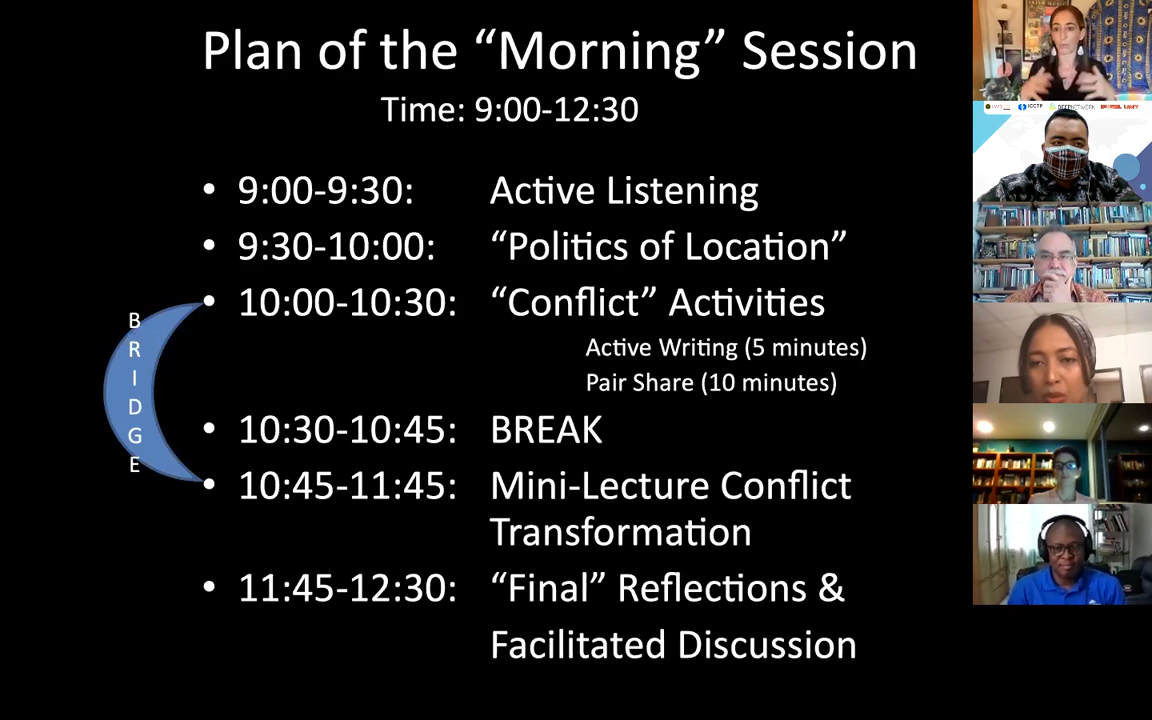 Plan of the “Morning” Session
Time: 9:00-12:30
• 9:00-9:30: Active Listening
• 9:30-10:00: “Politics of Location”
• 10:00-10:30: “Conflict” Activities
Active Writing (5 minutes)
Pair Share (10 minutes)
BRIDGE
• 10:30-10:45: BREAK
• 10:45-11:45: Mini-Lecture Conflict
Transformation
• 11:45-12:30: “Final” Reflections &
Facilitated Discussion
ICCTP